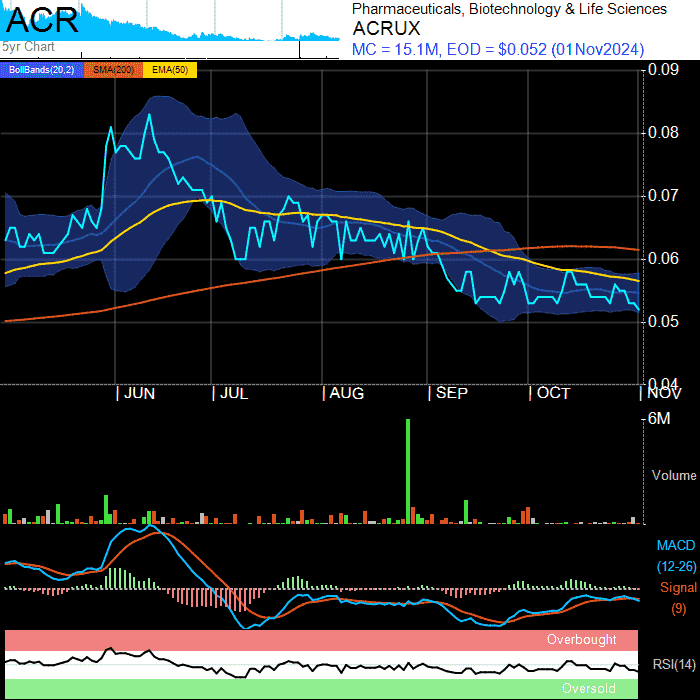 ACR
5yr Chart
Pharmaceuticals, Biotechnology & Life Sciences
ACRUX
MC = 15.1M, EOD = $0.052 (01Nov2024)
BollBands(20,2) SMA(200) EMA(50)
0.09
0.08
0.07
0.06
0.05
0.04
JUN JUL AUG SEP OCT NOV
6M
Volume
MACD
(12-26)
Signal
(9)
Overbought
RSI(14)
Oversold